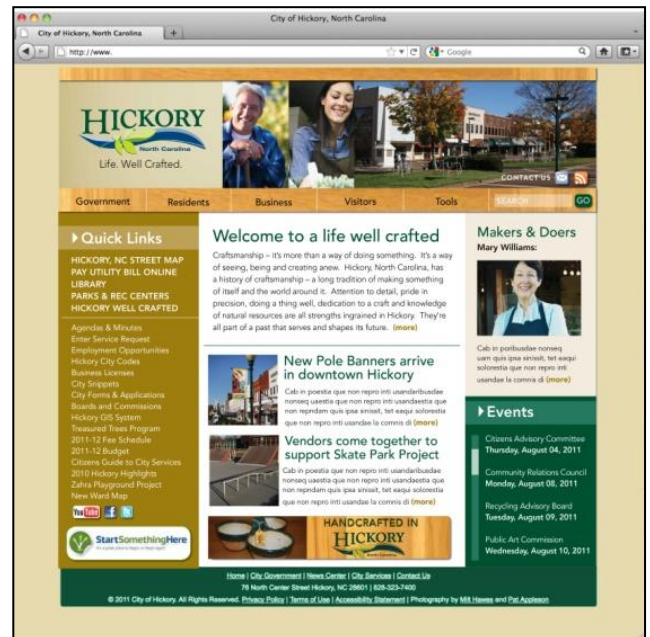 City of Hickory, North Carolina
City of Hickory, North Carolina
http://www.
Google
HICKORY
North Carolina
Life. Well Crafted.
CONTACT US
Government Residents Business Visitors Tools SEARCH GO
Quick Links
HICKORY, NC STREET MAP
PAY UTILITY BILL ONLINE
LIBRARY
PARKS & REC CENTERS
HICKORY WELL CRAFTED
Agendas & Minutes
Enter Service Request
Employment Opportunities
Hickory City Codes
Business Licenses
City Snippets
City Forms & Applications
Boards and Commissions
Hickory GIS System
Treasured Trees Program
2011-12 Fee Schedule
2011-12 Budget
Citizens Guide to City Services
2010 Hickory Highlights
Zahra Playground Project
New Ward Map
YouTube f t
StartSomethingHere
Welcome to a life well crafted
Craftsmanship – it's more than a way of doing something. It's a way
of seeing, being and creating anew. Hickory, North Carolina, has
a history of craftsmanship – a long tradition of making something
of itself and the world around it. Attention to detail, pride in
precision, doing a thing well, dedication to a craft and knowledge
of natural resources are all strengths ingrained in Hickory. They're
all part of a past that serves and shapes its future. (more)
New Pole Banners arrive
in downtown Hickory
Cab in poestia que non repro inti usandaribusdae
nonseq uaestia que non repro inti usandaestia que
non repndam quis ipsa sinissit, tet eaqui solorestia
que non repro inti usandae la comnis di (more)
Vendors come together to
support Skate Park Project
Cab in poestia que non repro inti usandaribusdae
nonseq uaestia que non repro inti usandaestia que
non repndam quis ipsa sinissit, tet eaqui solorestia
que non repro inti usandae la comnis di (more)
HANDCRAFTED IN
HICKORY
North Carolina
Makers & Doers
Mary Williams:
Cab in poribusdae nonseq
uam quis ipsa sinissit, tet eaqui
solorestia que non repro inti
usandae la comnis di (more)
Events
Citizens Advisory Committee
Thursday, August 04, 2011
Community Relations Council
Monday, August 08, 2011
Recycling Advisory Board
Tuesday, August 09, 2011
Public Art Commission
Wednesday, August 10, 2011
Home | City Government | News Center | City Services | Contact Us
76 North Center Street Hickory, NC 28601 | 828-323-7400
© 2011 City of Hickory. All Rights Reserved. Privacy Policy | Terms of Use | Accessibility Statement | Photography by Milt Hawes and Pat Appleson